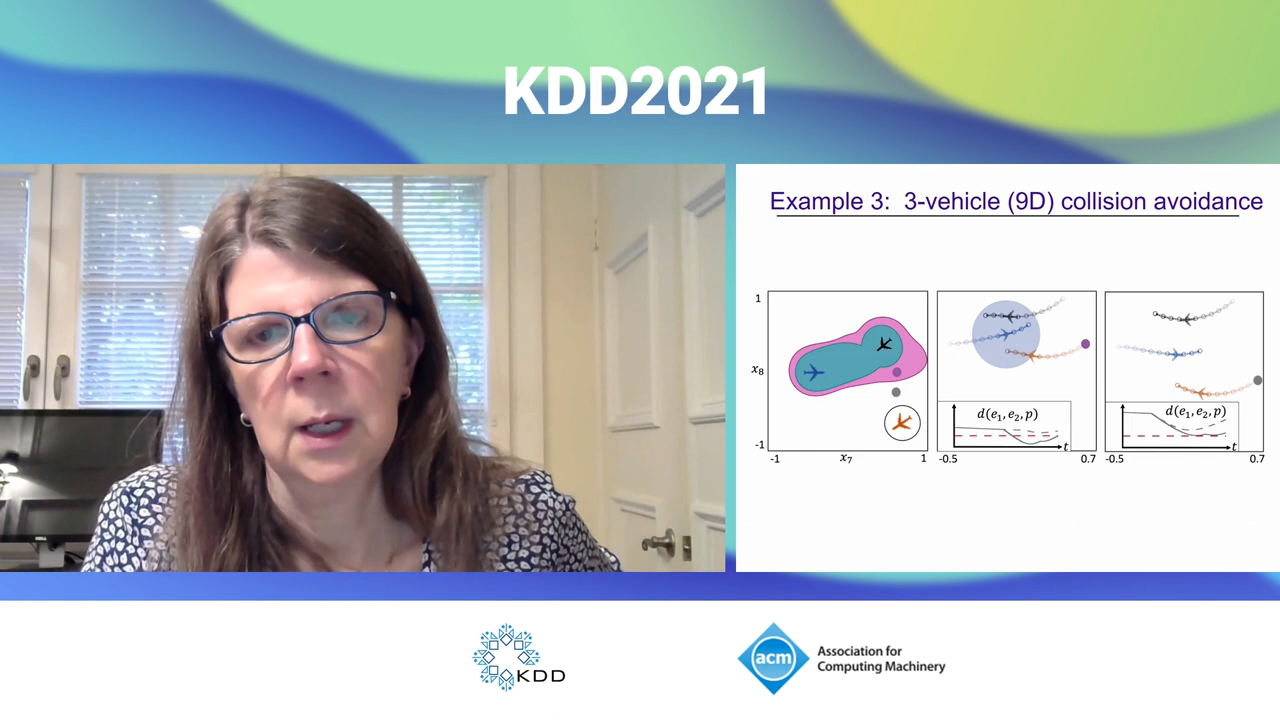 KDD2021
Example 3: 3-vehicle (9D) collision avoidance
1
x₈
-1
-1
x₇
1
d(e₁,e₂,p)
t
-0.5
0.7
d(e₁,e₂,p)
t
-0.5
0.7
DELL
KDD
acm
Association for
Computing Machinery